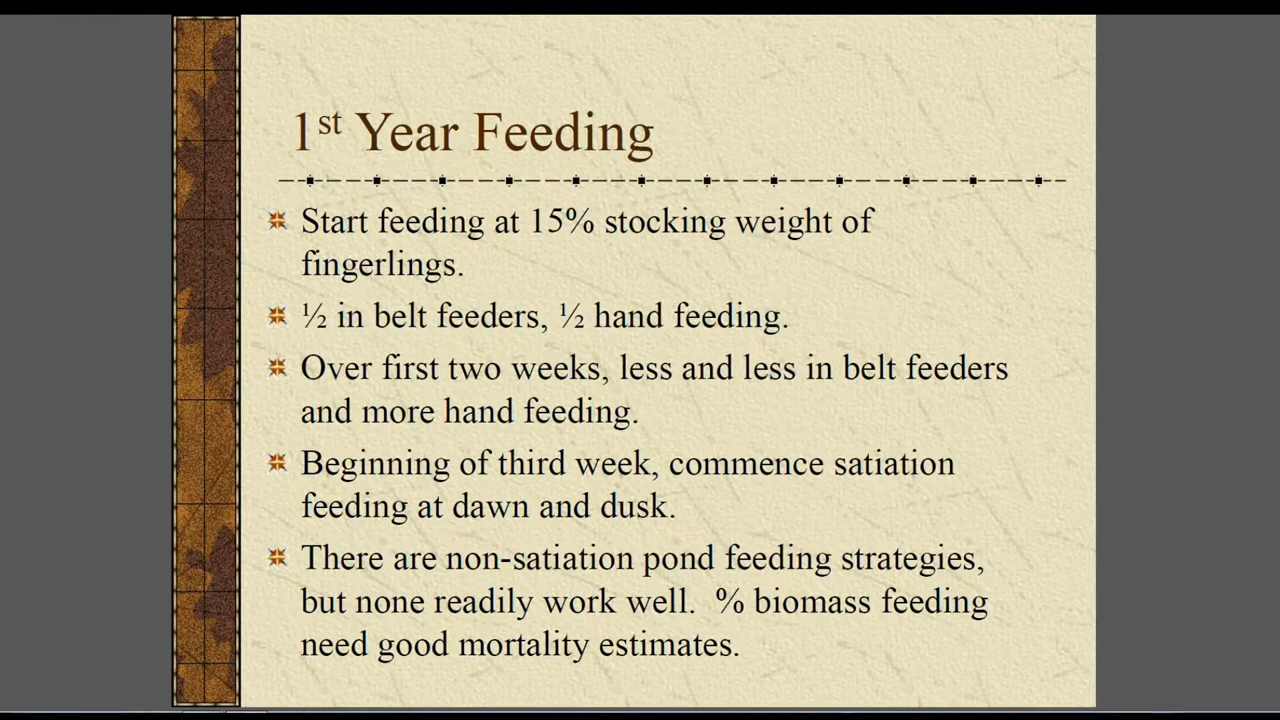 1st Year Feeding
Start feeding at 15% stocking weight of
fingerlings.
½ in belt feeders, ½ hand feeding.
Over first two weeks, less and less in belt feeders
and more hand feeding.
Beginning of third week, commence satiation
feeding at dawn and dusk.
There are non-satiation pond feeding strategies,
but none readily work well.  % biomass feeding
need good mortality estimates.